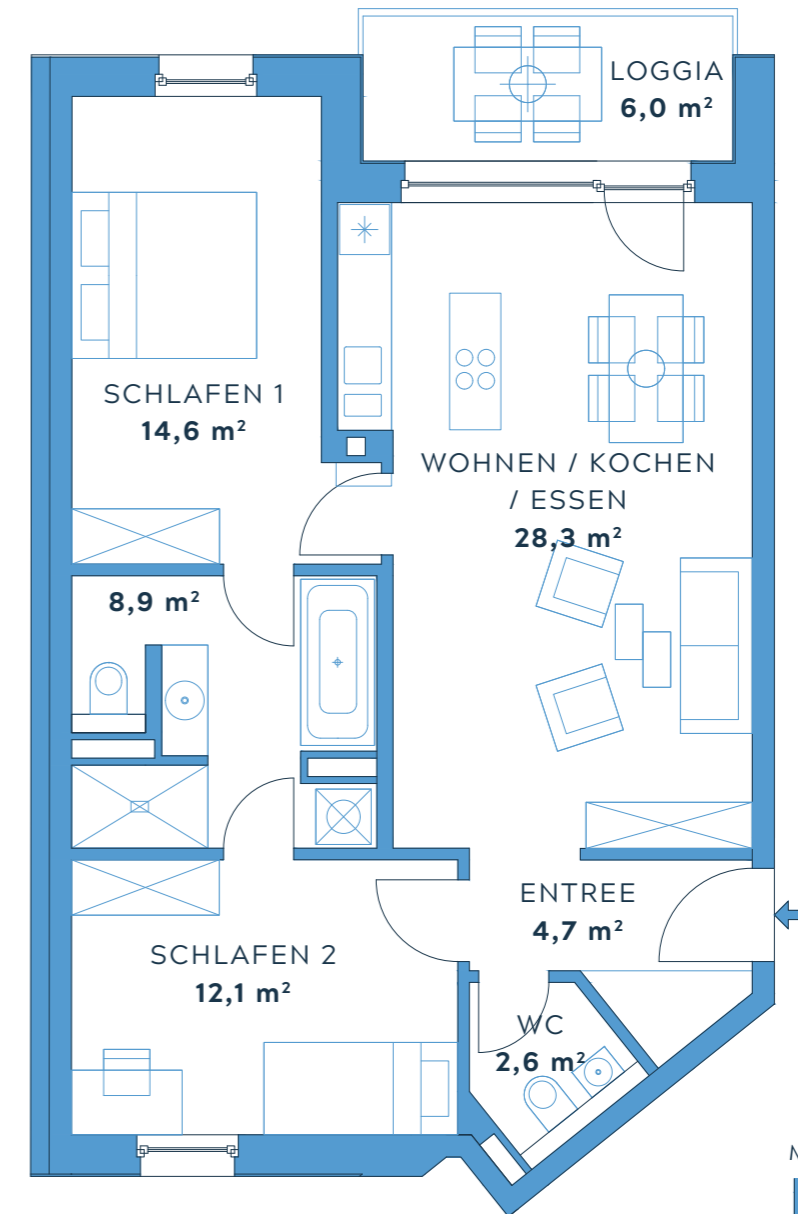 LOGGIA
6,0 m²
SCHLAFEN 1
14,6 m²
WOHNEN / KOCHEN
/ ESSEN
28,3 m²
8,9 m²
ENTREE
4,7 m²
SCHLAFEN 2
12,1 m²
WC
2,6 m²